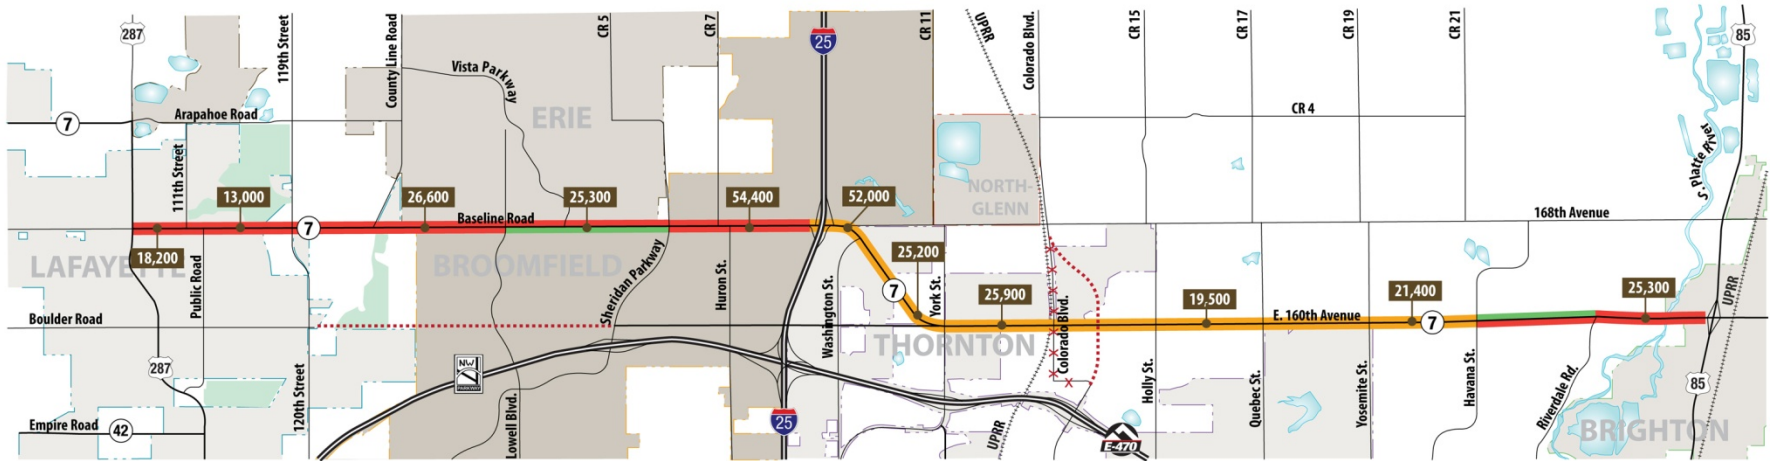 287
119th Street
County Line Road
CR 5
CR 7
25
CR 11
UPRR
Colorado Blvd.
CR 15
CR 17
CR 19
CR 21
85
Vista Parkway
7
Arapahoe Road
ERIE
CR 4
S. Platte River
111th Street
13,000
26,600
25,300
54,400
52,000
NORTH-
GLENN
7
Baseline Road
168th Avenue
LAFAYETTE
18,200
Public Road
BROOMFIELD
Sheridan Parkway
Huron St.
Washington St.
25,200
7
York St.
25,900
Colorado Blvd.
19,500
21,400
25,300
UPRR
Boulder Road
THORNTON
E. 160th Avenue
7
287
NW
PARKWAY
120th Street
Lowell Blvd.
25
UPRR
E-470
Holly St.
Quebec St.
Yosemite St.
Havana St.
Riverdale Rd.
85
BRIGHTON
Empire Road
42